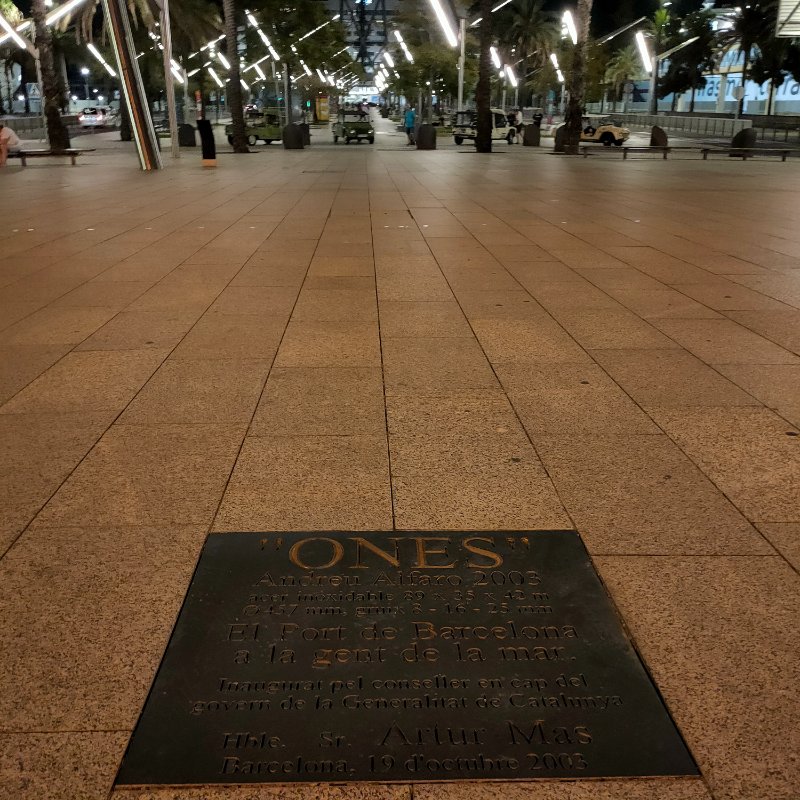 "ONES"
Andreu Alfaro 2003
acer inoxidable 89 x 35 x 42 m
Ø 457 mm, gruix 8 - 16 - 25 mm
El Port de Barcelona
a la gent de la mar.
Inaugurat pel conseller en cap del
govern de la Generalitat de Catalunya
Hble. Sr. Artur Mas
Barcelona, 19 d'octubre de 2003